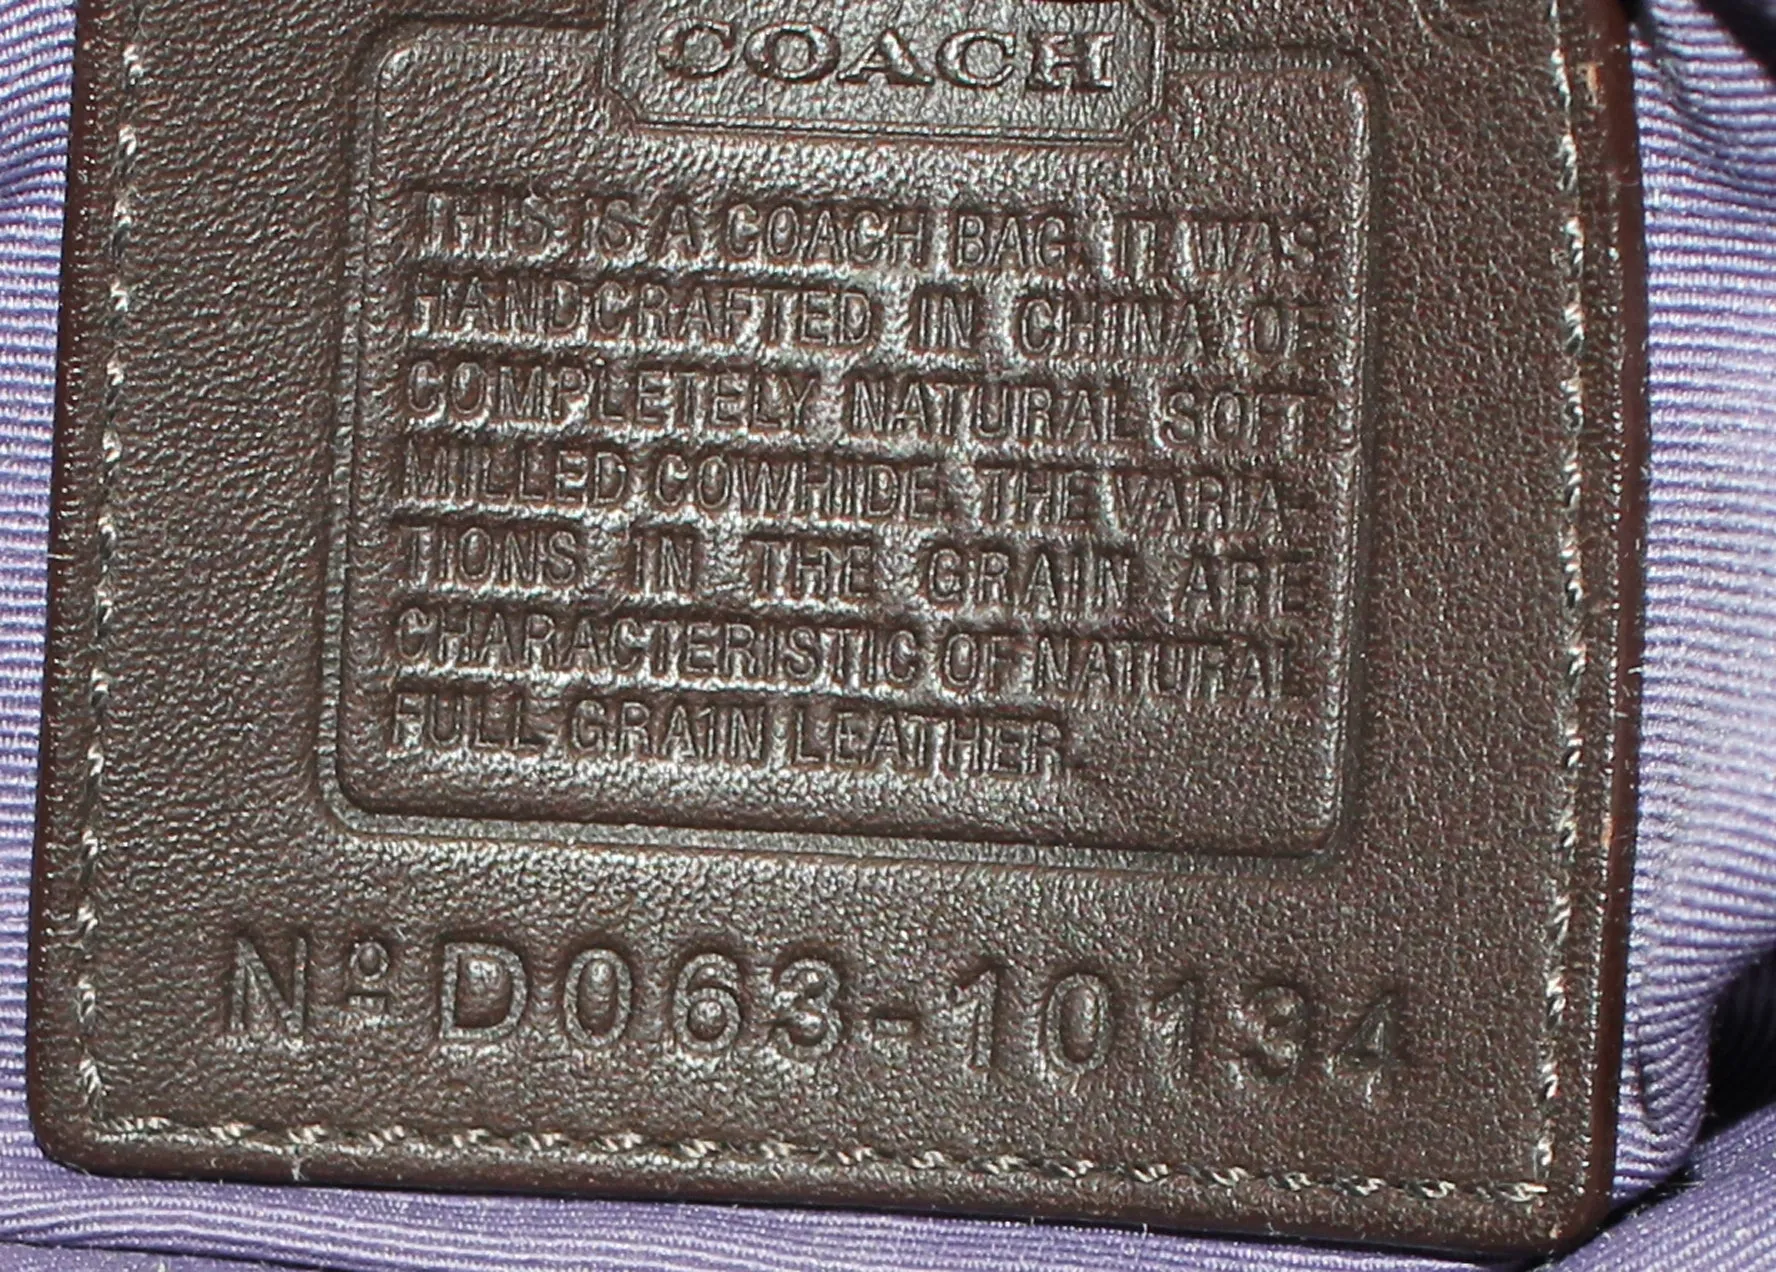 COACH
THIS IS A COACH BAG. IT WAS
HANDCRAFTED IN CHINA OF
COMPLETELY NATURAL SOFT
MILLED COWHIDE. THE VARIA-
TIONS IN THE GRAIN ARE
CHARACTERISTIC OF NATURAL
FULL GRAIN LEATHER.
Nº D063-10134